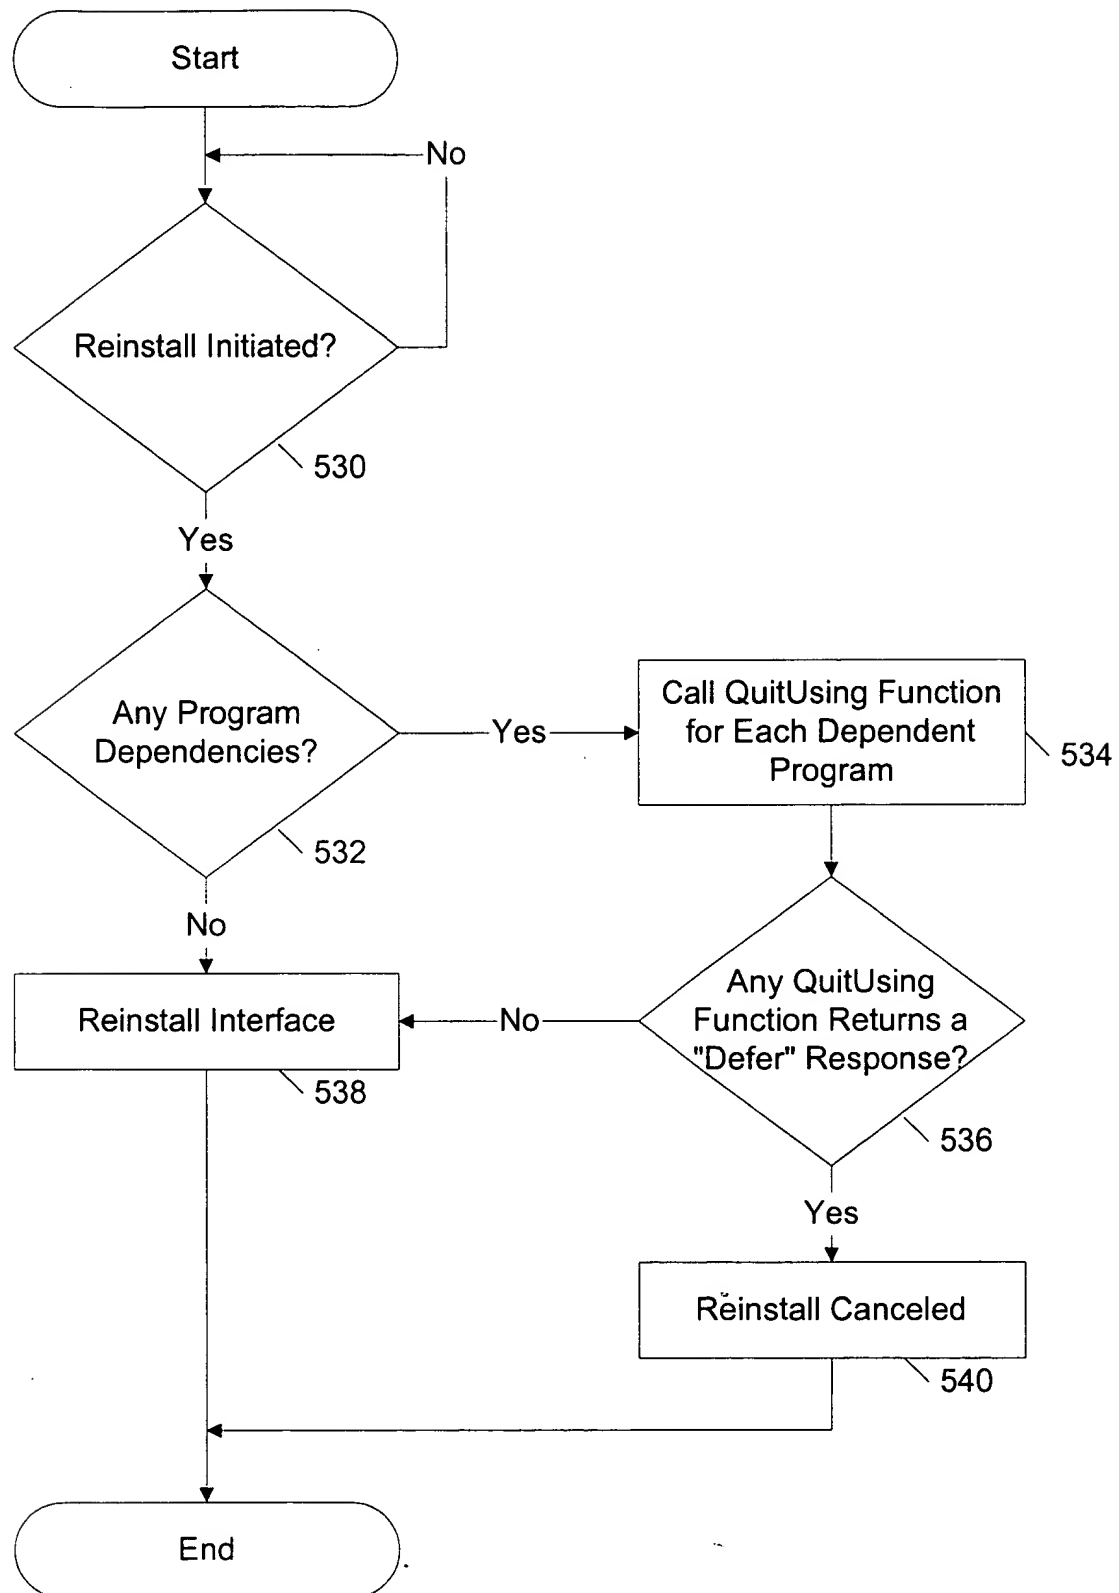 Start
No
Reinstall Initiated?
530
Yes
Any Program
Dependencies?
Yes
532
No
Call QuitUsing Function
for Each Dependent
Program
534
Any QuitUsing
Function Returns a
"Defer" Response?
No
536
Reinstall Interface
538
Yes
Reinstall Canceled
540
End